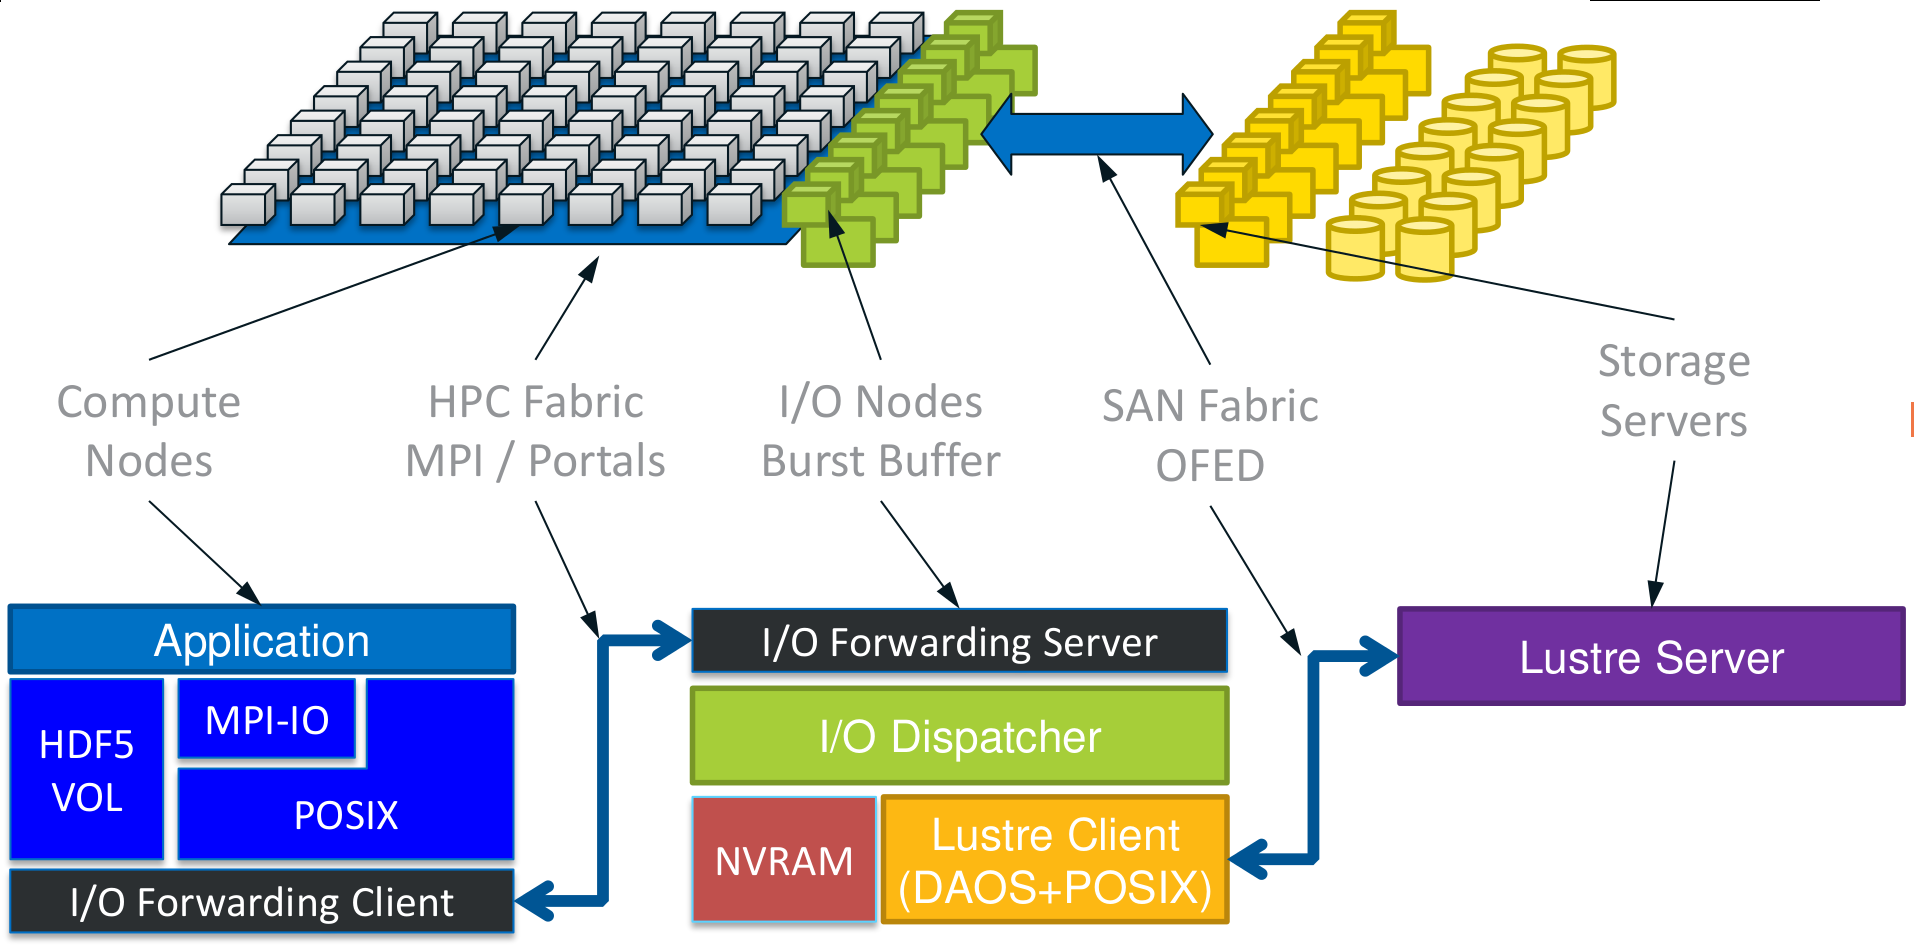 Compute
Nodes
HPC Fabric
MPI / Portals
I/O Nodes
Burst Buffer
SAN Fabric
OFED
Storage
Servers
Application
HDF5
VOL
MPI-IO
POSIX
I/O Forwarding Client
I/O Forwarding Server
I/O Dispatcher
NVRAM
Lustre Client
(DAOS+POSIX)
Lustre Server